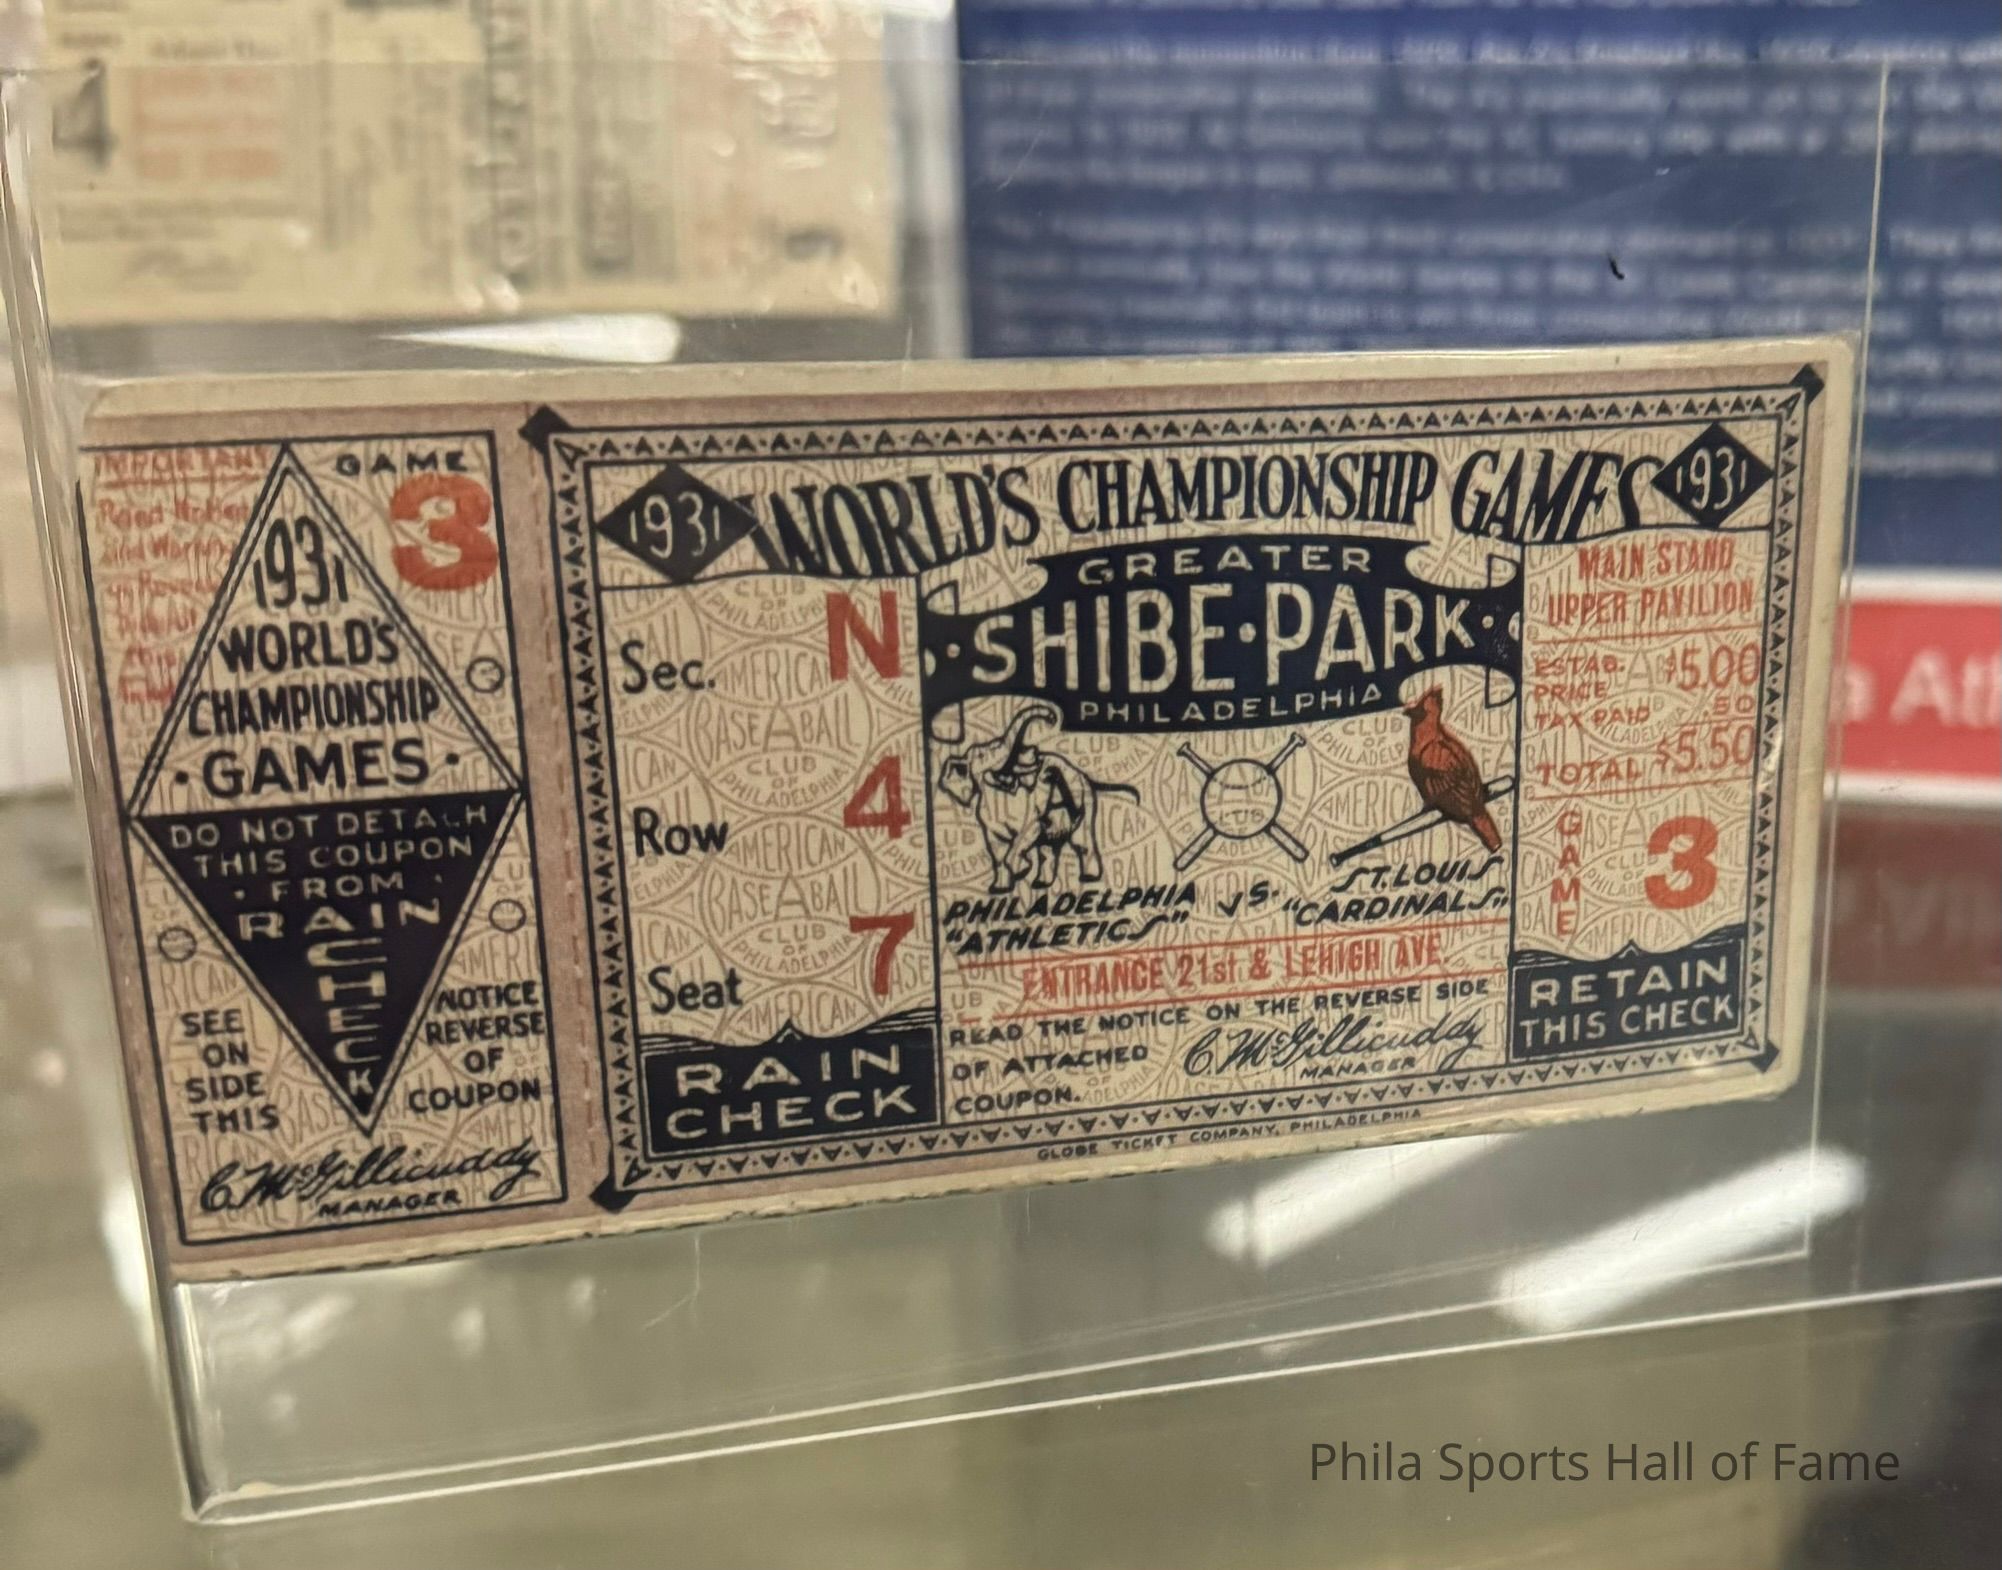 IMPORTANT
GAME
3
1931
WORLD'S
CHAMPIONSHIP
· GAMES ·
DO NOT DETACH
THIS COUPON
· FROM ·
RAIN
CHECK
SEE
ON
SIDE
THIS
NOTICE
REVERSE
OF
COUPON
C. McGillicuddy
MANAGER
1931 WORLD'S CHAMPIONSHIP GAMES 1931
Sec. N
Row 4
Seat 7
RAIN
CHECK
GREATER
· SHIBE · PARK ·
PHILADELPHIA
A
PHILADELPHIA
"ATHLETICS"
VS.
ST. LOUIS
"CARDINALS"
ENTRANCE 21st & LEHIGH AVE.
READ THE NOTICE ON THE REVERSE SIDE
OF ATTACHED
COUPON.
C. McGillicuddy
MANAGER
MAIN STAND
UPPER PAVILION
ESTAB. PRICE $5.00
TAX PAID .50
TOTAL $5.50
GAME 3
RETAIN
THIS CHECK
GLOBE TICKET COMPANY, PHILADELPHIA
Phila Sports Hall of Fame